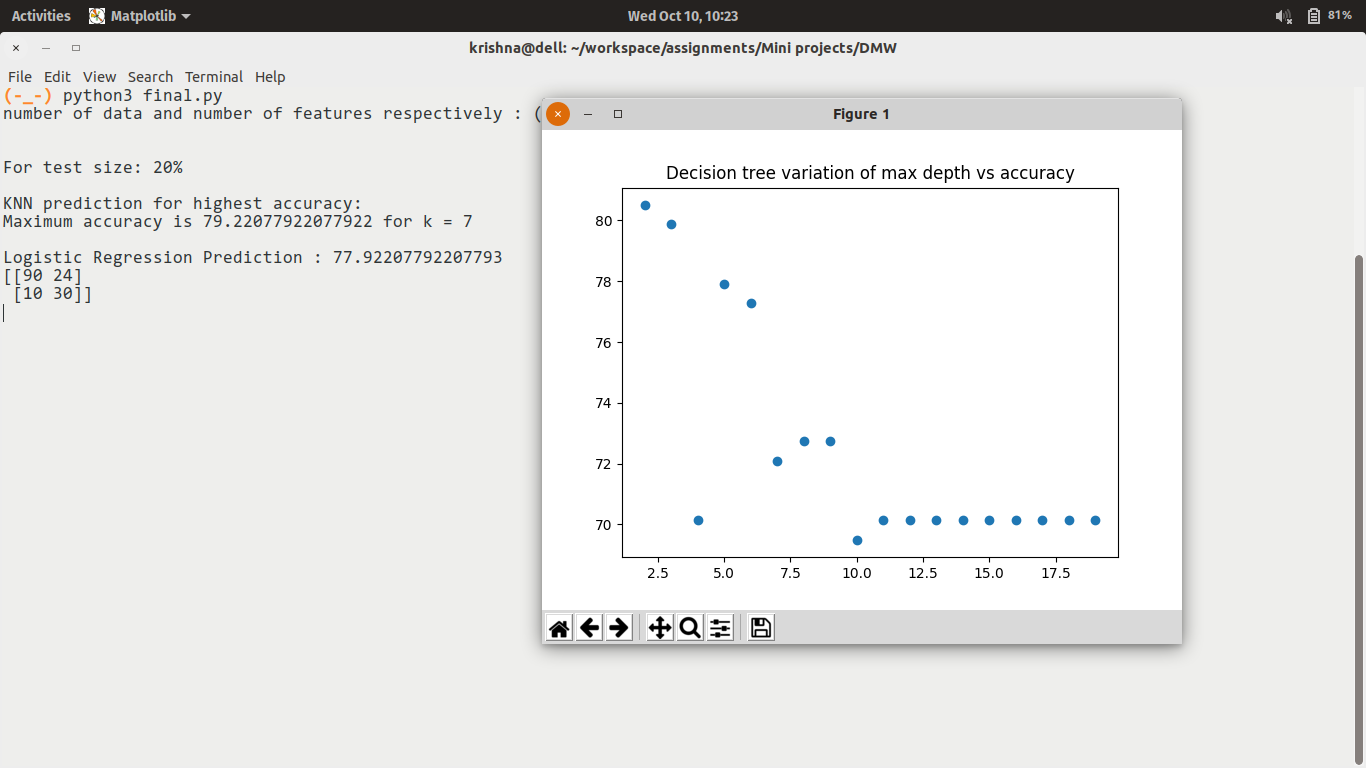 Activities Matplotlib Wed Oct 10, 10:23 81%
krishna@dell: ~/workspace/assignments/Mini projects/DMW
File Edit View Search Terminal Help
(-_-) python3 final.py
number of data and number of features respectively : (
For test size: 20%
KNN prediction for highest accuracy:
Maximum accuracy is 79.22077922077922 for k = 7
Logistic Regression Prediction : 77.92207792207793
[[90 24]
[10 30]]
Figure 1
Decision tree variation of max depth vs accuracy
80
78
76
74
72
70
2.5 5.0 7.5 10.0 12.5 15.0 17.5